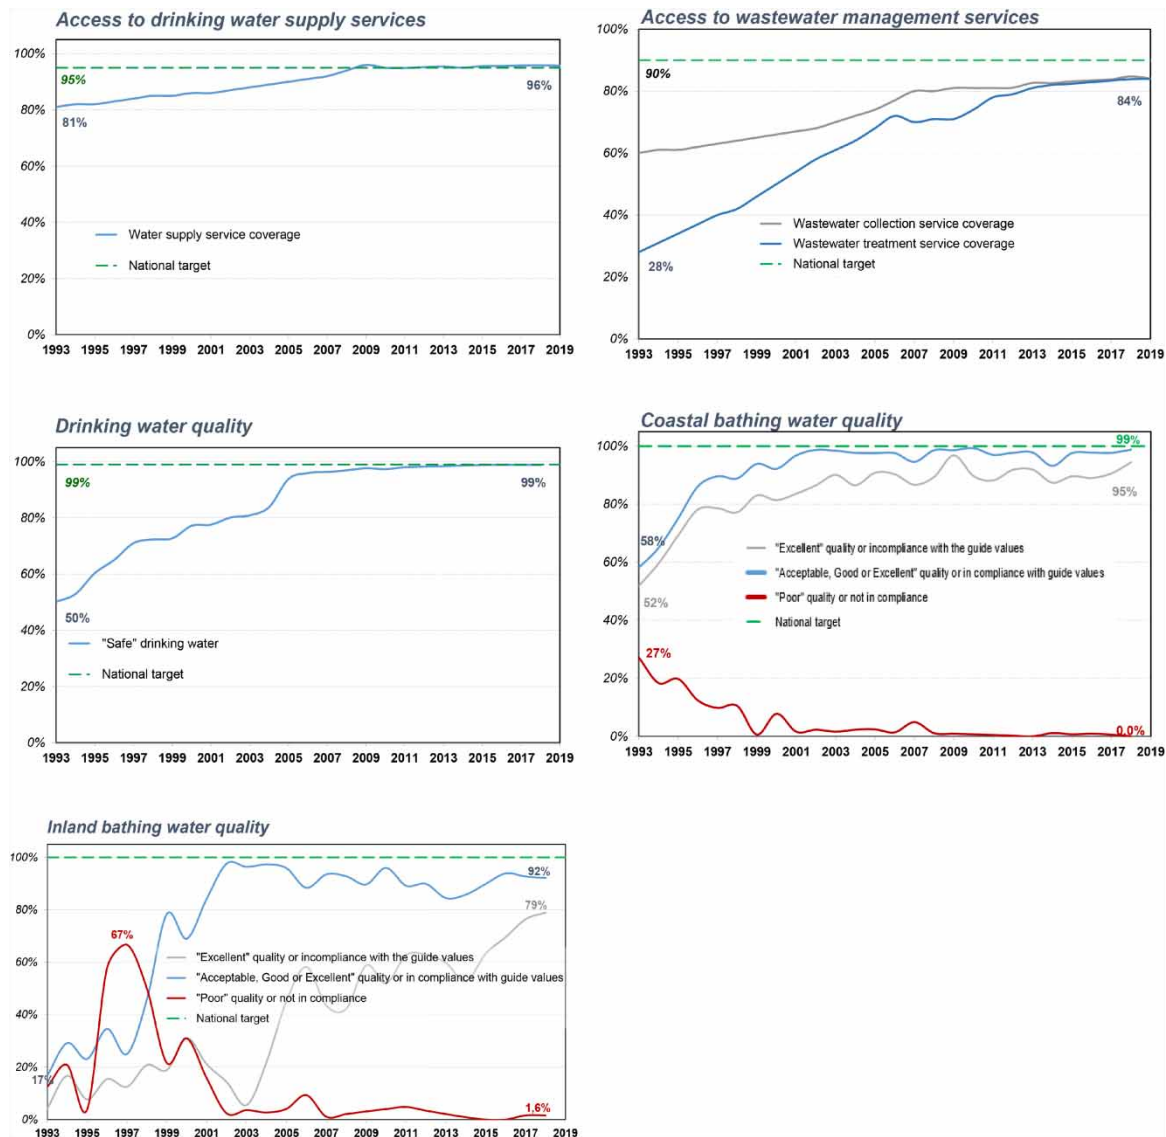 Access to drinking water supply services
100%
95%
80%
81%
96%
60%
40%
Water supply service coverage
National target
20%
0%
1993 1995 1997 1999 2001 2003 2005 2007 2009 2011 2013 2015 2017 2019
Access to wastewater management services
100%
90%
80%
84%
60%
40%
Wastewater collection service coverage
Wastewater treatment service coverage
National target
28%
20%
0%
1993 1995 1997 1999 2001 2003 2005 2007 2009 2011 2013 2015 2017 2019
Drinking water quality
100%
99%
99%
80%
60%
50%
40%
"Safe" drinking water
National target
20%
0%
1993 1995 1997 1999 2001 2003 2005 2007 2009 2011 2013 2015 2017 2019
Coastal bathing water quality
100%
99%
95%
80%
58%
"Excellent" quality or incompliance with the guide values
60%
"Acceptable, Good or Excellent" quality or in compliance with guide values
52%
"Poor" quality or not in compliance
National target
40%
27%
20%
0,0%
0%
1993 1995 1997 1999 2001 2003 2005 2007 2009 2011 2013 2015 2017 2019
Inland bathing water quality
100%
92%
80%
79%
67%
60%
"Excellent" quality or incompliance with the guide values
"Acceptable, Good or Excellent" quality or in compliance with guide values
"Poor" quality or not in compliance
National target
40%
20%
17%
1,6%
0%
1993 1995 1997 1999 2001 2003 2005 2007 2009 2011 2013 2015 2017 2019